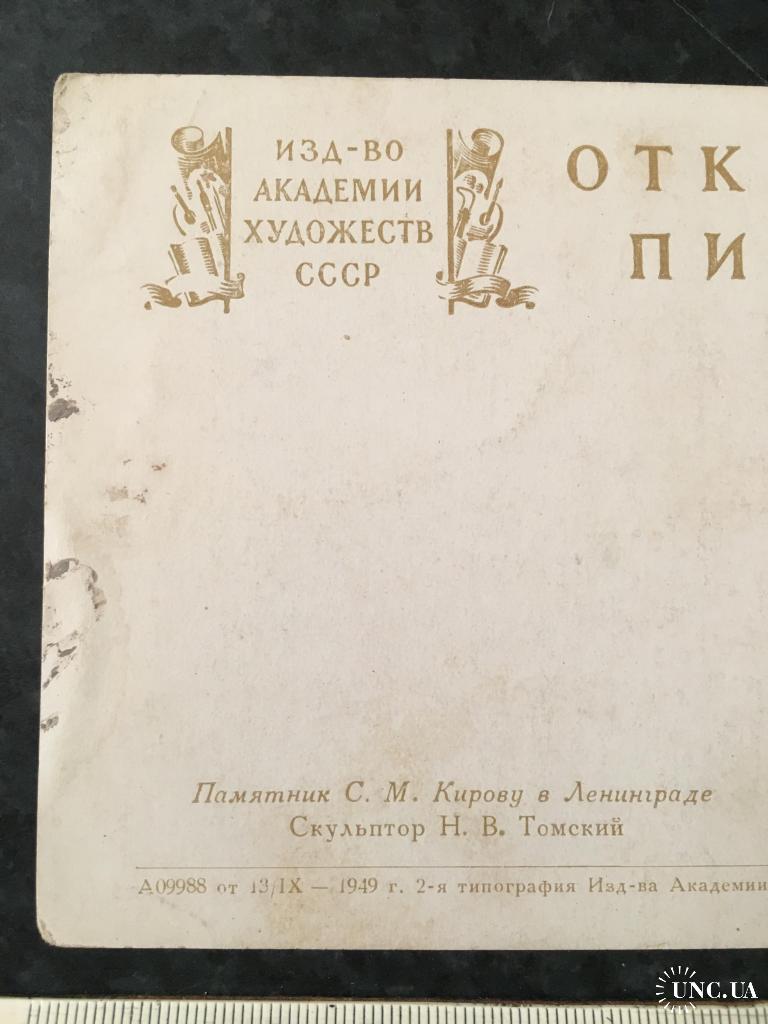 ИЗД-ВО
АКАДЕМИИ
ХУДОЖЕСТВ
СССР
ОТК
ПИ
Памятник С. М. Кирову в Ленинграде
Скульптор Н. В. Томский
А09988 от 13/IX — 1949 г. 2-я типография Изд-ва Академии
UNC.UA